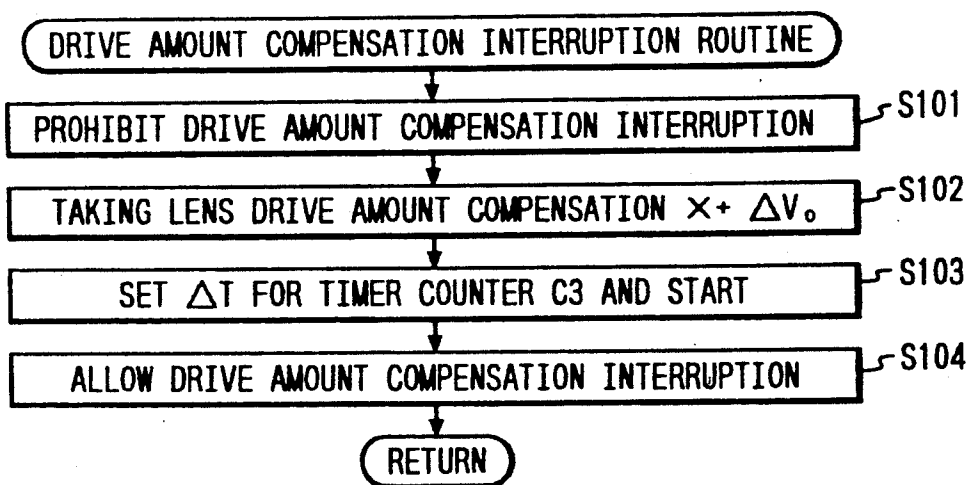 DRIVE AMOUNT COMPENSATION INTERRUPTION ROUTINE
PROHIBIT DRIVE AMOUNT COMPENSATION INTERRUPTION
S101
TAKING LENS DRIVE AMOUNT COMPENSATION X+ ΔV₀
S102
SET ΔT FOR TIMER COUNTER C3 AND START
S103
ALLOW DRIVE AMOUNT COMPENSATION INTERRUPTION
S104
RETURN